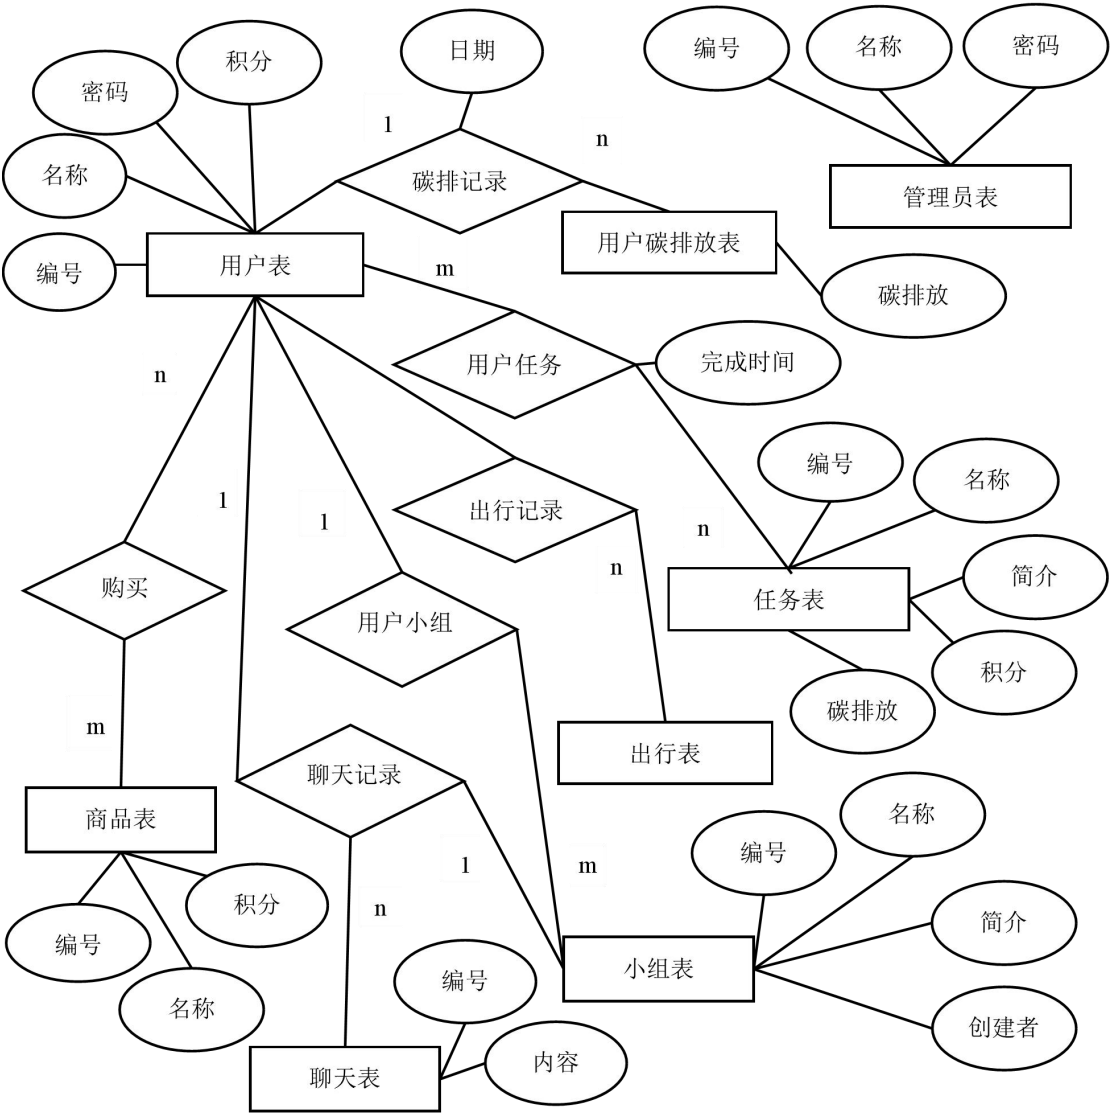 日期
编号
名称
密码
积分
密码
1
n
名称
碳排记录
管理员表
用户碳排放表
用户表
m
编号
碳排放
用户任务
完成时间
n
编号
名称
1
1
出行记录
n
n
简介
购买
任务表
用户小组
积分
碳排放
m
出行表
聊天记录
商品表
名称
编号
1
m
积分
n
简介
编号
小组表
编号
名称
创建者
内容
聊天表